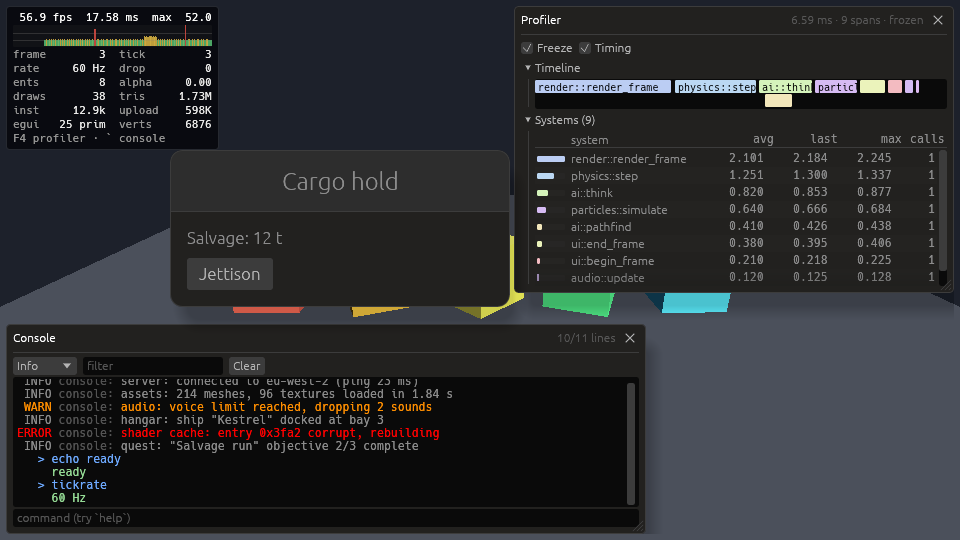 56.9 fps 17.58 ms max 52.0
frame 3 tick 3
rate 60 Hz drop 0
ents 8 alpha 0.00
draws 38 tris 1.73M
inst 12.9k upload 598K
egui 25 prim verts 6876
F4 profiler · ` console
Profiler 6.59 ms · 9 spans · frozen
Freeze Timing
Timeline
render::render_frame physics::step ai::think partic
Systems (9)
system avg last max calls
render::render_frame 2.101 2.184 2.245 1
physics::step 1.251 1.300 1.337 1
ai::think 0.820 0.853 0.877 1
particles::simulate 0.640 0.666 0.684 1
ai::pathfind 0.410 0.426 0.438 1
ui::end_frame 0.380 0.395 0.406 1
ui::begin_frame 0.210 0.218 0.225 1
audio::update 0.120 0.125 0.128 1
Cargo hold
Salvage: 12 t
Jettison
Console 10/11 lines
Info filter Clear
INFO console: server: connected to eu-west-2 (ping 23 ms)
INFO console: assets: 214 meshes, 96 textures loaded in 1.84 s
WARN console: audio: voice limit reached, dropping 2 sounds
INFO console: hangar: ship "Kestrel" docked at bay 3
ERROR console: shader cache: entry 0x3fa2 corrupt, rebuilding
INFO console: quest: "Salvage run" objective 2/3 complete
> echo ready
ready
> tickrate
60 Hz
command (try `help`)